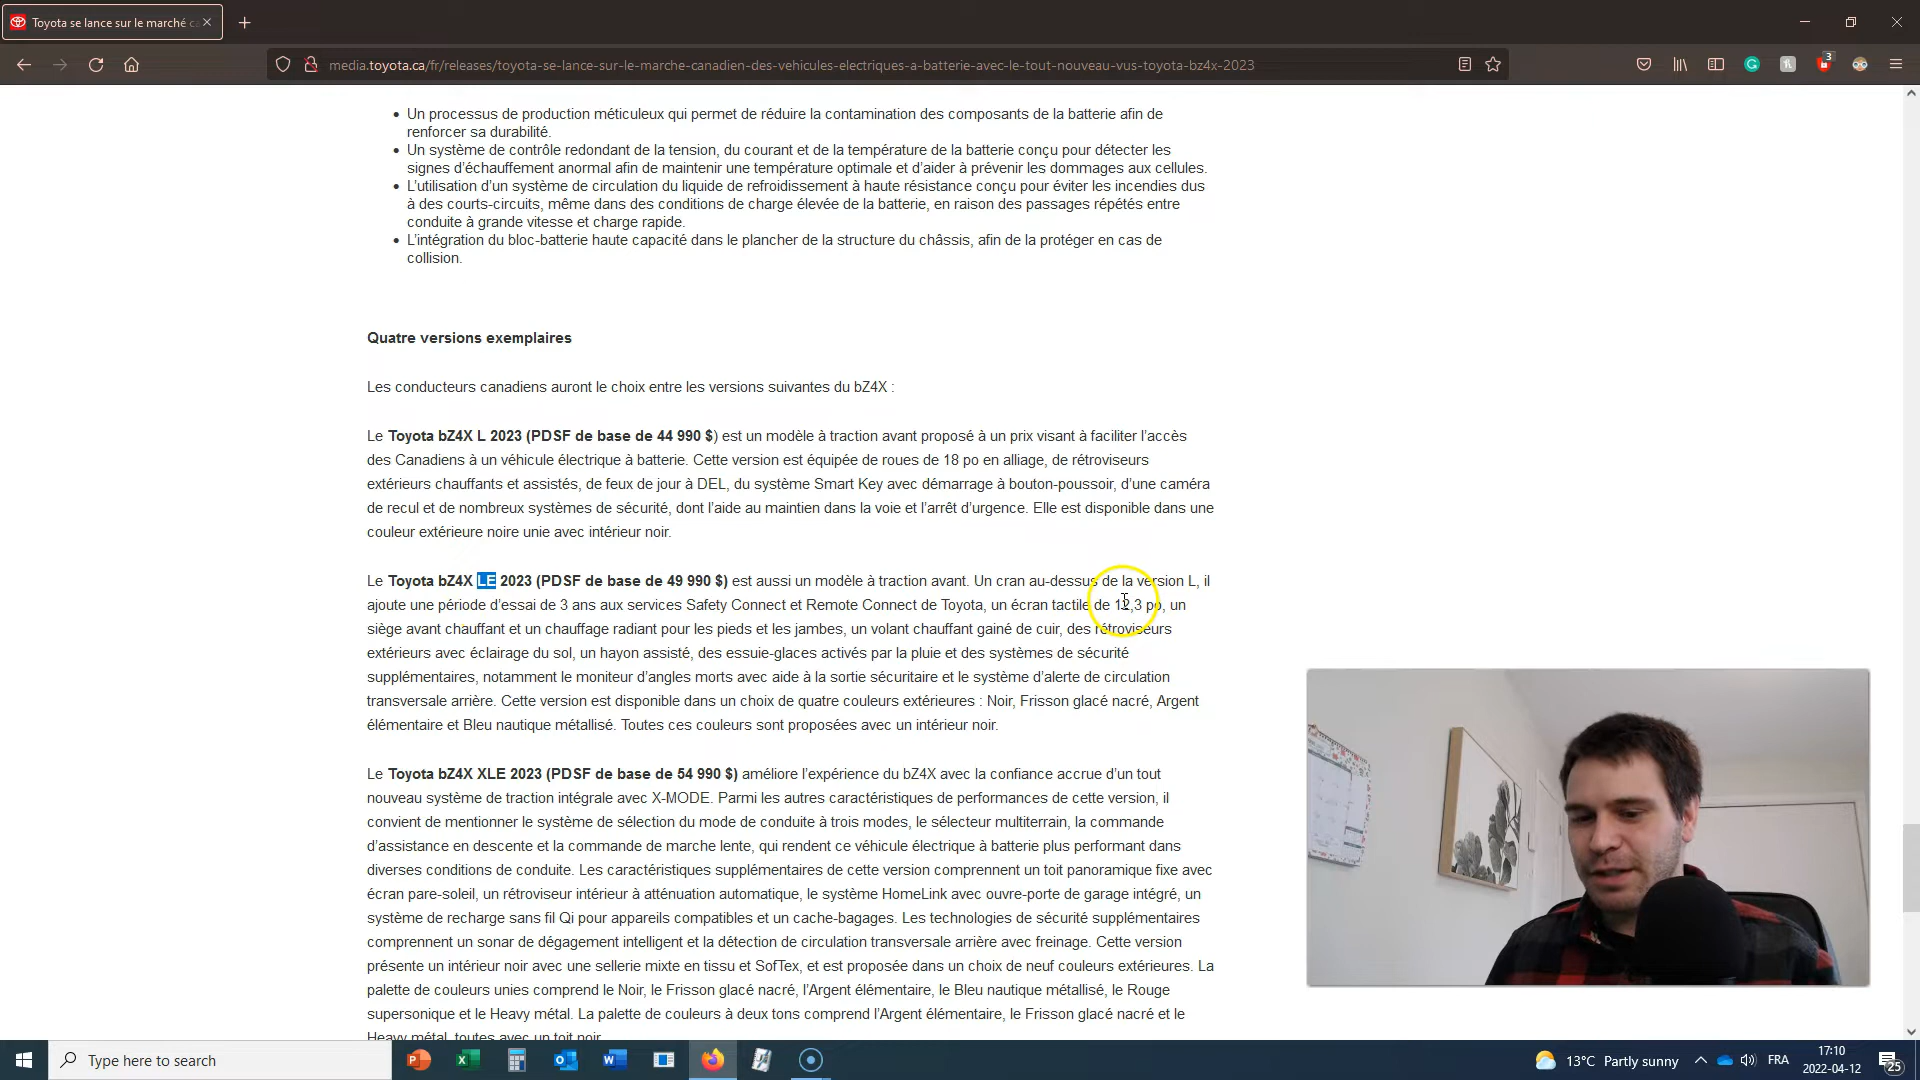 Toyota se lance sur le marché c
media.toyota.ca/fr/releases/toyota-se-lance-sur-le-marche-canadien-des-vehicules-electriques-a-batterie-avec-le-tout-nouveau-vus-toyota-bz4x-2023
3
• Un processus de production méticuleux qui permet de réduire la contamination des composants de la batterie afin de
renforcer sa durabilité.
• Un système de contrôle redondant de la tension, du courant et de la température de la batterie conçu pour détecter les
signes d’échauffement anormal afin de maintenir une température optimale et d’aider à prévenir les dommages aux cellules.
• L’utilisation d’un système de circulation du liquide de refroidissement à haute résistance conçu pour éviter les incendies dus
à des courts-circuits, même dans des conditions de charge élevée de la batterie, en raison des passages répétés entre
conduite à grande vitesse et charge rapide.
• L’intégration du bloc-batterie haute capacité dans le plancher de la structure du châssis, afin de la protéger en cas de
collision.
Quatre versions exemplaires
Les conducteurs canadiens auront le choix entre les versions suivantes du bZ4X :
Le Toyota bZ4X L 2023 (PDSF de base de 44 990 $) est un modèle à traction avant proposé à un prix visant à faciliter l’accès
des Canadiens à un véhicule électrique à batterie. Cette version est équipée de roues de 18 po en alliage, de rétroviseurs
extérieurs chauffants et assistés, de feux de jour à DEL, du système Smart Key avec démarrage à bouton-poussoir, d’une caméra
de recul et de nombreux systèmes de sécurité, dont l’aide au maintien dans la voie et l’arrêt d’urgence. Elle est disponible dans une
couleur extérieure noire unie avec intérieur noir.
Le Toyota bZ4X LE 2023 (PDSF de base de 49 990 $) est aussi un modèle à traction avant. Un cran au-dessus de la version L, il
ajoute une période d’essai de 3 ans aux services Safety Connect et Remote Connect de Toyota, un écran tactile de 12,3 po, un
siège avant chauffant et un chauffage radiant pour les pieds et les jambes, un volant chauffant gainé de cuir, des rétroviseurs
extérieurs avec éclairage du sol, un hayon assisté, des essuie-glaces activés par la pluie et des systèmes de sécurité
supplémentaires, notamment le moniteur d’angles morts avec aide à la sortie sécuritaire et le système d’alerte de circulation
transversale arrière. Cette version est disponible dans un choix de quatre couleurs extérieures : Noir, Frisson glacé nacré, Argent
élémentaire et Bleu nautique métallisé. Toutes ces couleurs sont proposées avec un intérieur noir.
Le Toyota bZ4X XLE 2023 (PDSF de base de 54 990 $) améliore l’expérience du bZ4X avec la confiance accrue d’un tout
nouveau système de traction intégrale avec X-MODE. Parmi les autres caractéristiques de performances de cette version, il
convient de mentionner le système de sélection du mode de conduite à trois modes, le sélecteur multiterrain, la commande
d’assistance en descente et la commande de marche lente, qui rendent ce véhicule électrique à batterie plus performant dans
diverses conditions de conduite. Les caractéristiques supplémentaires de cette version comprennent un toit panoramique fixe avec
écran pare-soleil, un rétroviseur intérieur à atténuation automatique, le système HomeLink avec ouvre-porte de garage intégré, un
système de recharge sans fil Qi pour appareils compatibles et un cache-bagages. Les technologies de sécurité supplémentaires
comprennent un sonar de dégagement intelligent et la détection de circulation transversale arrière avec freinage. Cette version
présente un intérieur noir avec une sellerie mixte en tissu et SofTex, et est proposée dans un choix de neuf couleurs extérieures. La
palette de couleurs unies comprend le Noir, le Frisson glacé nacré, l’Argent élémentaire, le Bleu nautique métallisé, le Rouge
supersonique et le Heavy métal. La palette de couleurs à deux tons comprend l’Argent élémentaire, le Frisson glacé nacré et le
Heavy métal, toutes avec un toit noir.
Type here to search
13°C Partly sunny
FRA
17:10
2022-04-12
25